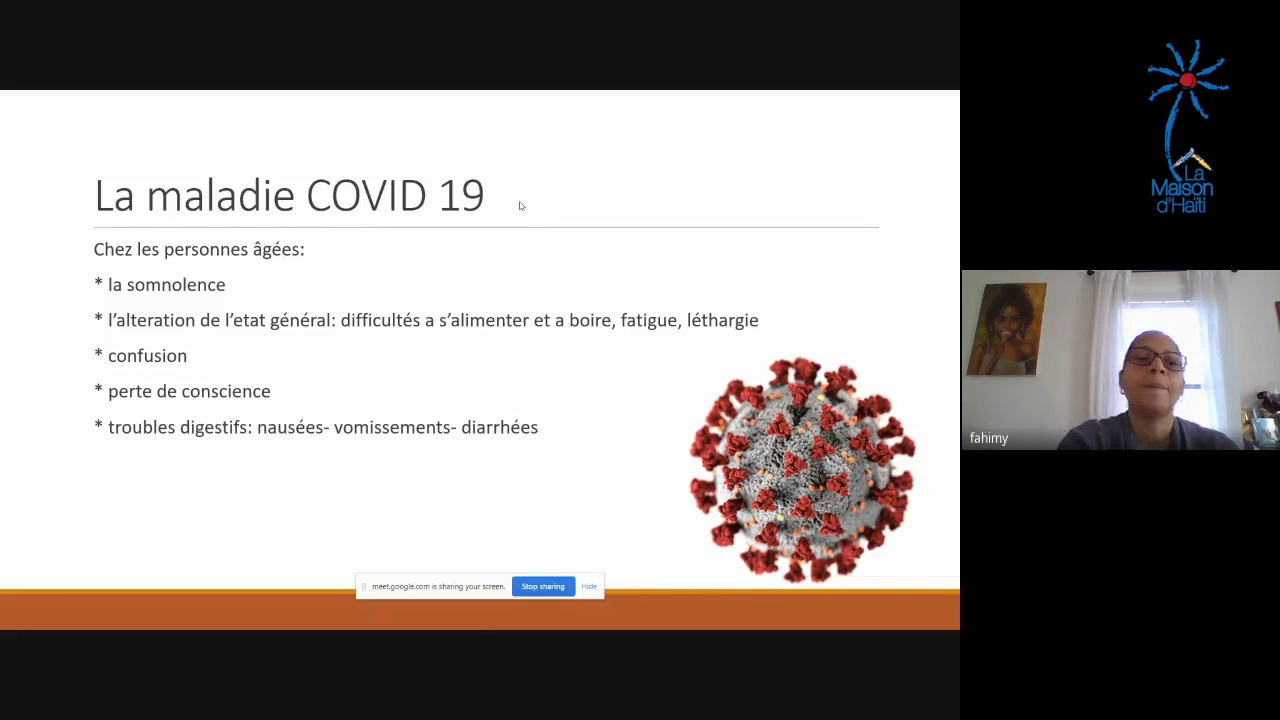 La maladie COVID 19
Chez les personnes âgées:
* la somnolence
* l’alteration de l’etat général: difficultés a s’alimenter et a boire, fatigue, léthargie
* confusion
* perte de conscience
* troubles digestifs: nausées- vomissements- diarrhées
meet.google.com is sharing your screen.
Stop sharing
Hide
La
Maison
d'Haïti
fahimy